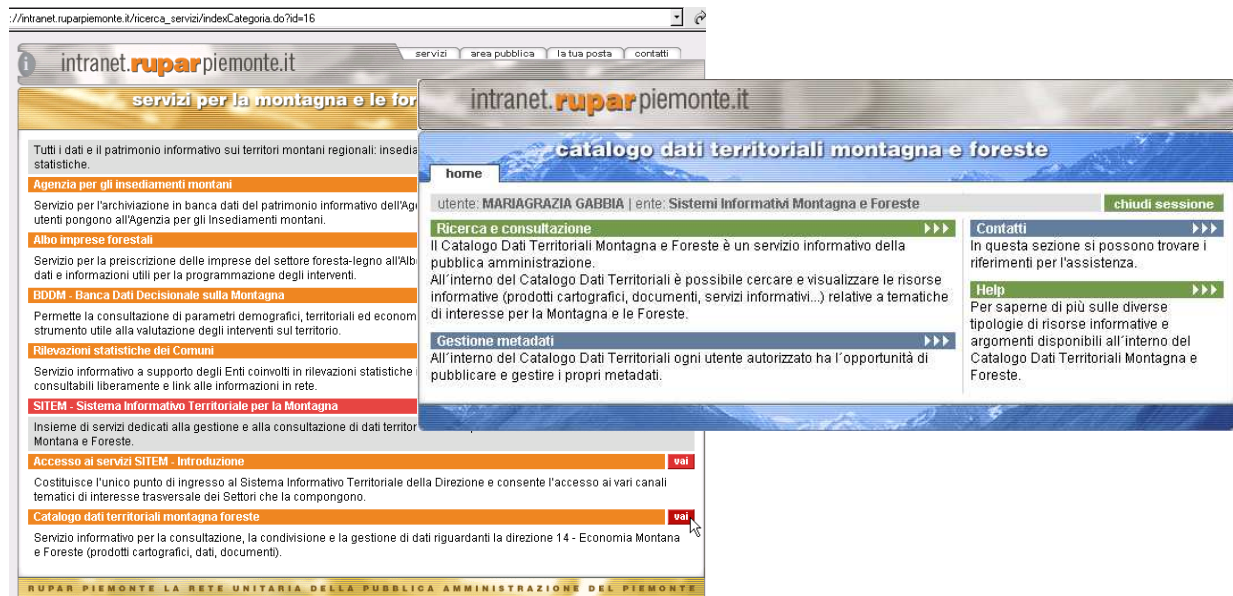 ://intranet.ruparpiemonte.it/ricerca_servizi/indexCategoria.do?id=16
servizi
area pubblica
la tua posta
contatti
intranet.ruparpiemonte.it
servizi per la montagna e le for
Tutti i dati e il patrimonio informativo sui territori montani regionali: insedia
statistiche.
Agenzia per gli insediamenti montani
Servizio per l'archiviazione in banca dati del patrimonio informativo dell'Ag
utenti pongono all'Agenzia per gli Insediamenti montani.
Albo imprese forestali
Servizio per la preiscrizione delle imprese del settore foresta-legno all'Alb
dati e informazioni utili per la programmazione degli interventi.
BDDM - Banca Dati Decisionale sulla Montagna
Permette la consultazione di parametri demografici, territoriali ed econom
strumento utile alla valutazione degli interventi sul territorio.
Rilevazioni statistiche dei Comuni
Servizio informativo a supporto degli Enti coinvolti in rilevazioni statistiche
consultabili liberamente e link alle informazioni in rete.
SITEM - Sistema Informativo Territoriale per la Montagna
Insieme di servizi dedicati alla gestione e alla consultazione di dati territor
Montana e Foreste.
Accesso ai servizi SITEM - Introduzione
vai
Costituisce l'unico punto di ingresso al Sistema Informativo Territoriale della Direzione e consente l'accesso ai vari canali
tematici di interesse trasversale dei Settori che la compongono.
Catalogo dati territoriali montagna foreste
vai
Servizio informativo per la consultazione, la condivisione e la gestione di dati riguardanti la direzione 14 - Economia Montana
e Foreste (prodotti cartografici, dati, documenti).
RUPAR PIEMONTE LA RETE UNITARIA DELLA PUBBLICA AMMINISTRAZIONE DEL PIEMONTE
intranet.ruparpiemonte.it
catalogo dati territoriali montagna e foreste
home
utente: MARIAGRAZIA GABBIA | ente: Sistemi Informativi Montagna e Foreste
chiudi sessione
Ricerca e consultazione
Il Catalogo Dati Territoriali Montagna e Foreste è un servizio informativo della
pubblica amministrazione.
All´interno del Catalogo Dati Territoriali è possibile cercare e visualizzare le risorse
informative (prodotti cartografici, documenti, servizi informativi...) relative a tematiche
di interesse per la Montagna e le Foreste.
Gestione metadati
All´interno del Catalogo Dati Territoriali ogni utente autorizzato ha l´opportunità di
pubblicare e gestire i propri metadati.
Contatti
In questa sezione si possono trovare i
riferimenti per l'assistenza.
Help
Per saperne di più sulle diverse
tipologie di risorse informative e
argomenti disponibili all'interno del
Catalogo Dati Territoriali Montagna e
Foreste.